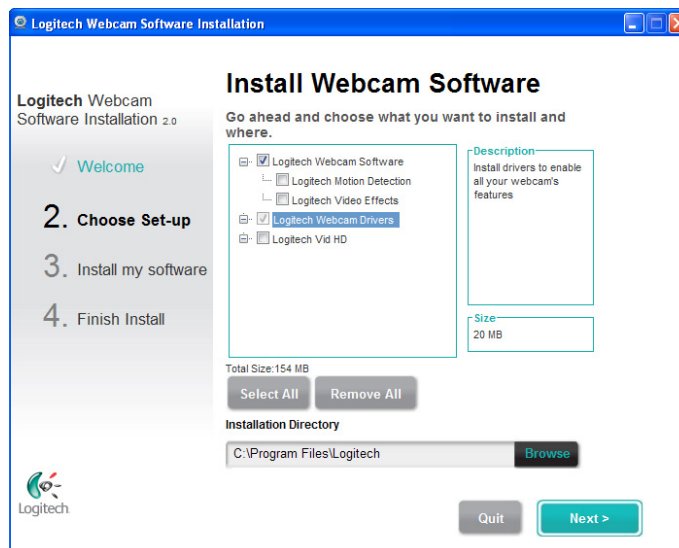 Logitech Webcam Software Installation
Logitech Webcam
Software Installation 2.0
Welcome
2. Choose Set-up
3. Install my software
4. Finish Install
Logitech
Install Webcam Software
Go ahead and choose what you want to install and
where.
Logitech Webcam Software
Logitech Motion Detection
Logitech Video Effects
Logitech Webcam Drivers
Logitech Vid HD
Description
Install drivers to enable
all your webcam's
features
Size
20 MB
Total Size:154 MB
Select All
Remove All
Installation Directory
C:\Program Files\Logitech
Browse
Quit
Next >